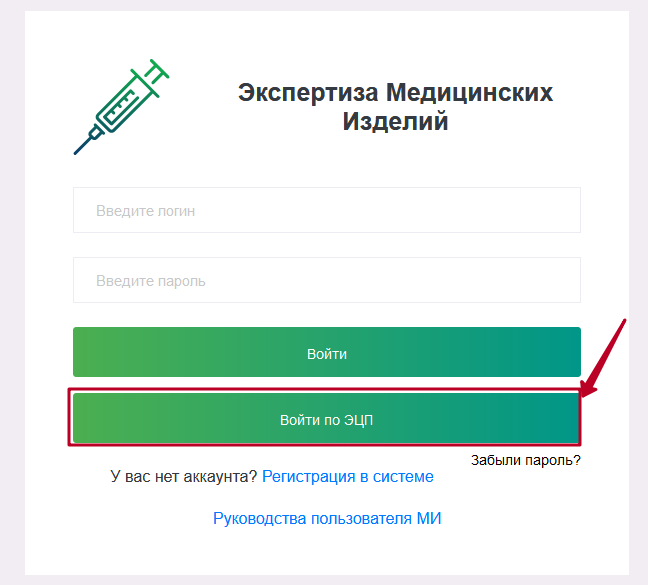 Экспертиза Медицинских
Изделий
Введите логин
Введите пароль
Войти
Войти по ЭЦП
Забыли пароль?
У вас нет аккаунта? Регистрация в системе
Руководства пользователя МИ